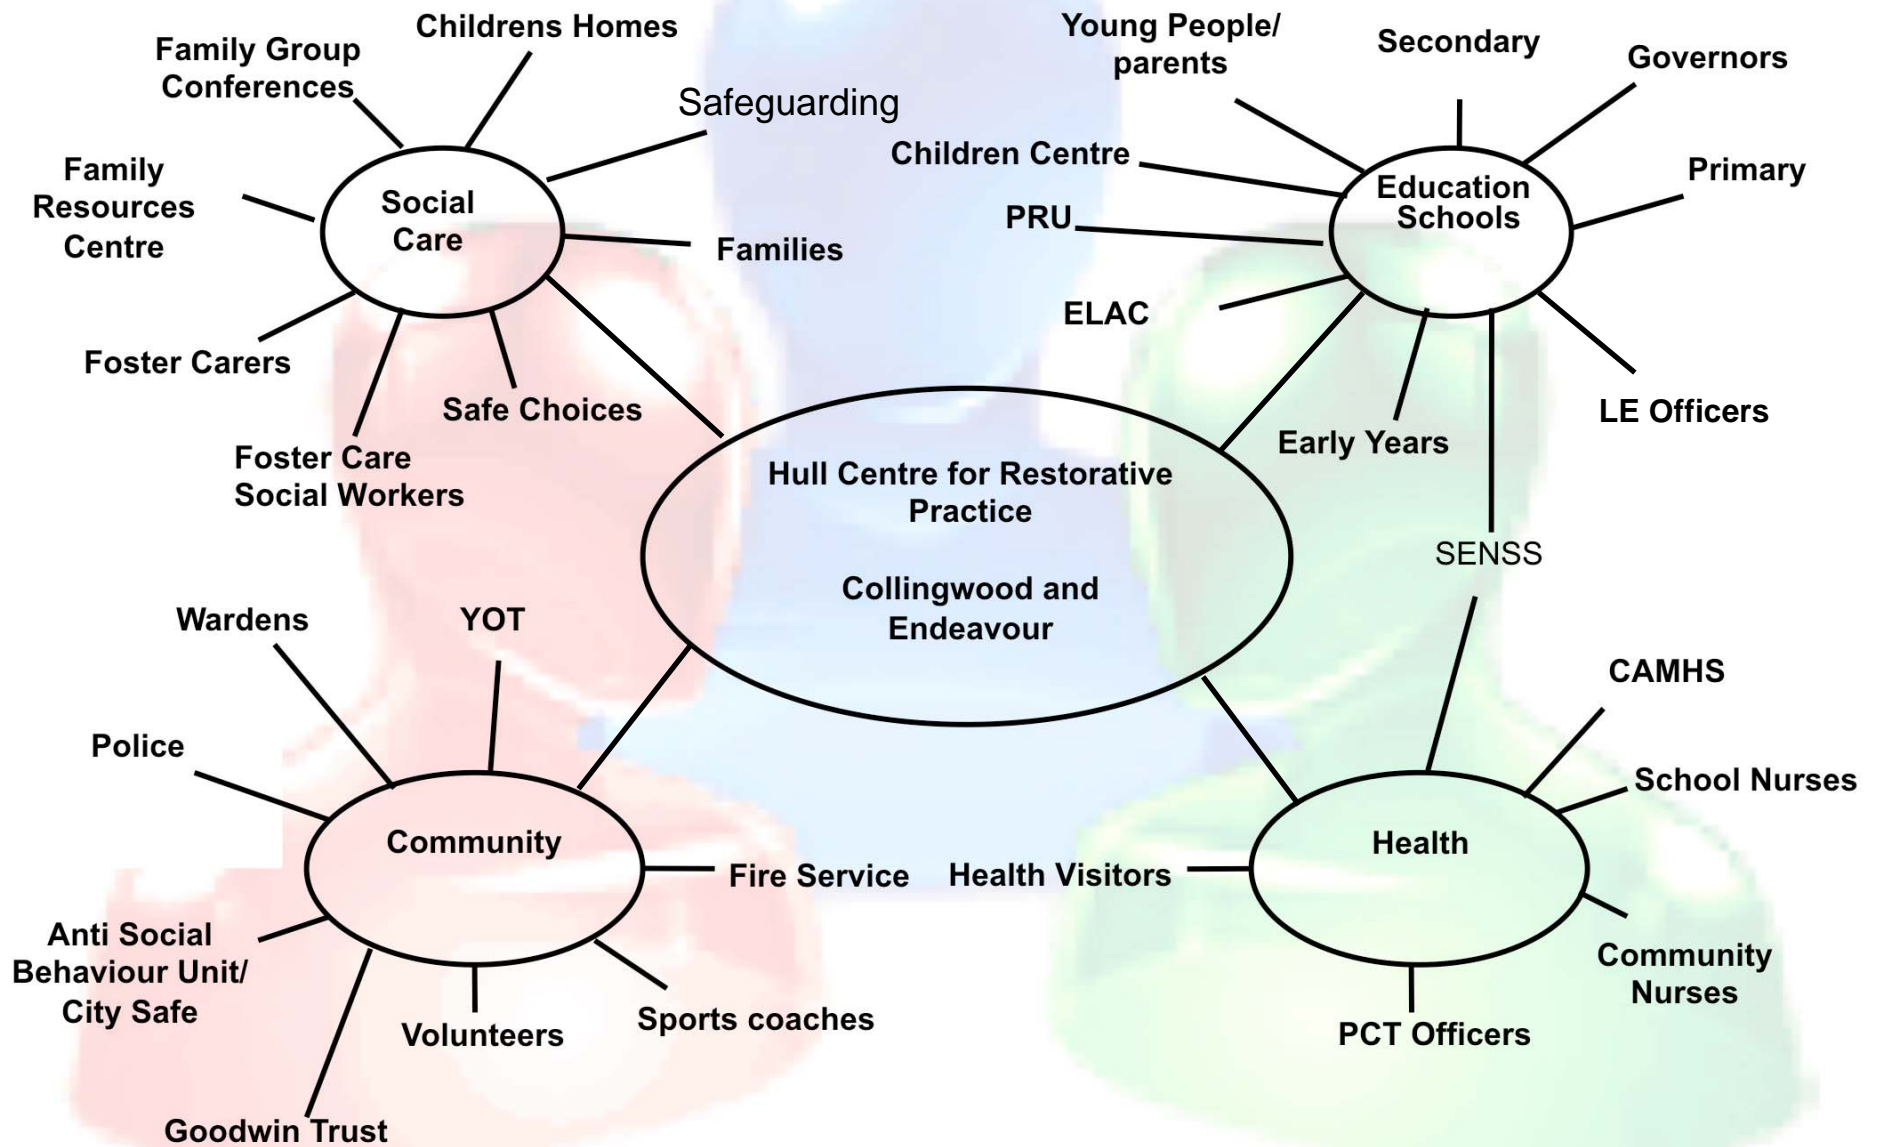 Childrens Homes
Family Group
Conferences
Safeguarding
Family
Resources
Centre
Social
Care
Families
Foster Carers
Safe Choices
Foster Care
Social Workers
Young People/
parents
Secondary
Governors
Children Centre
Primary
PRU
Education
Schools
ELAC
LE Officers
Early Years
SENSS
Hull Centre for Restorative
Practice
Collingwood and
Endeavour
Wardens
YOT
Police
Community
Fire Service
Anti Social
Behaviour Unit/
City Safe
Volunteers
Sports coaches
Goodwin Trust
CAMHS
School Nurses
Health
Health Visitors
Community
Nurses
PCT Officers